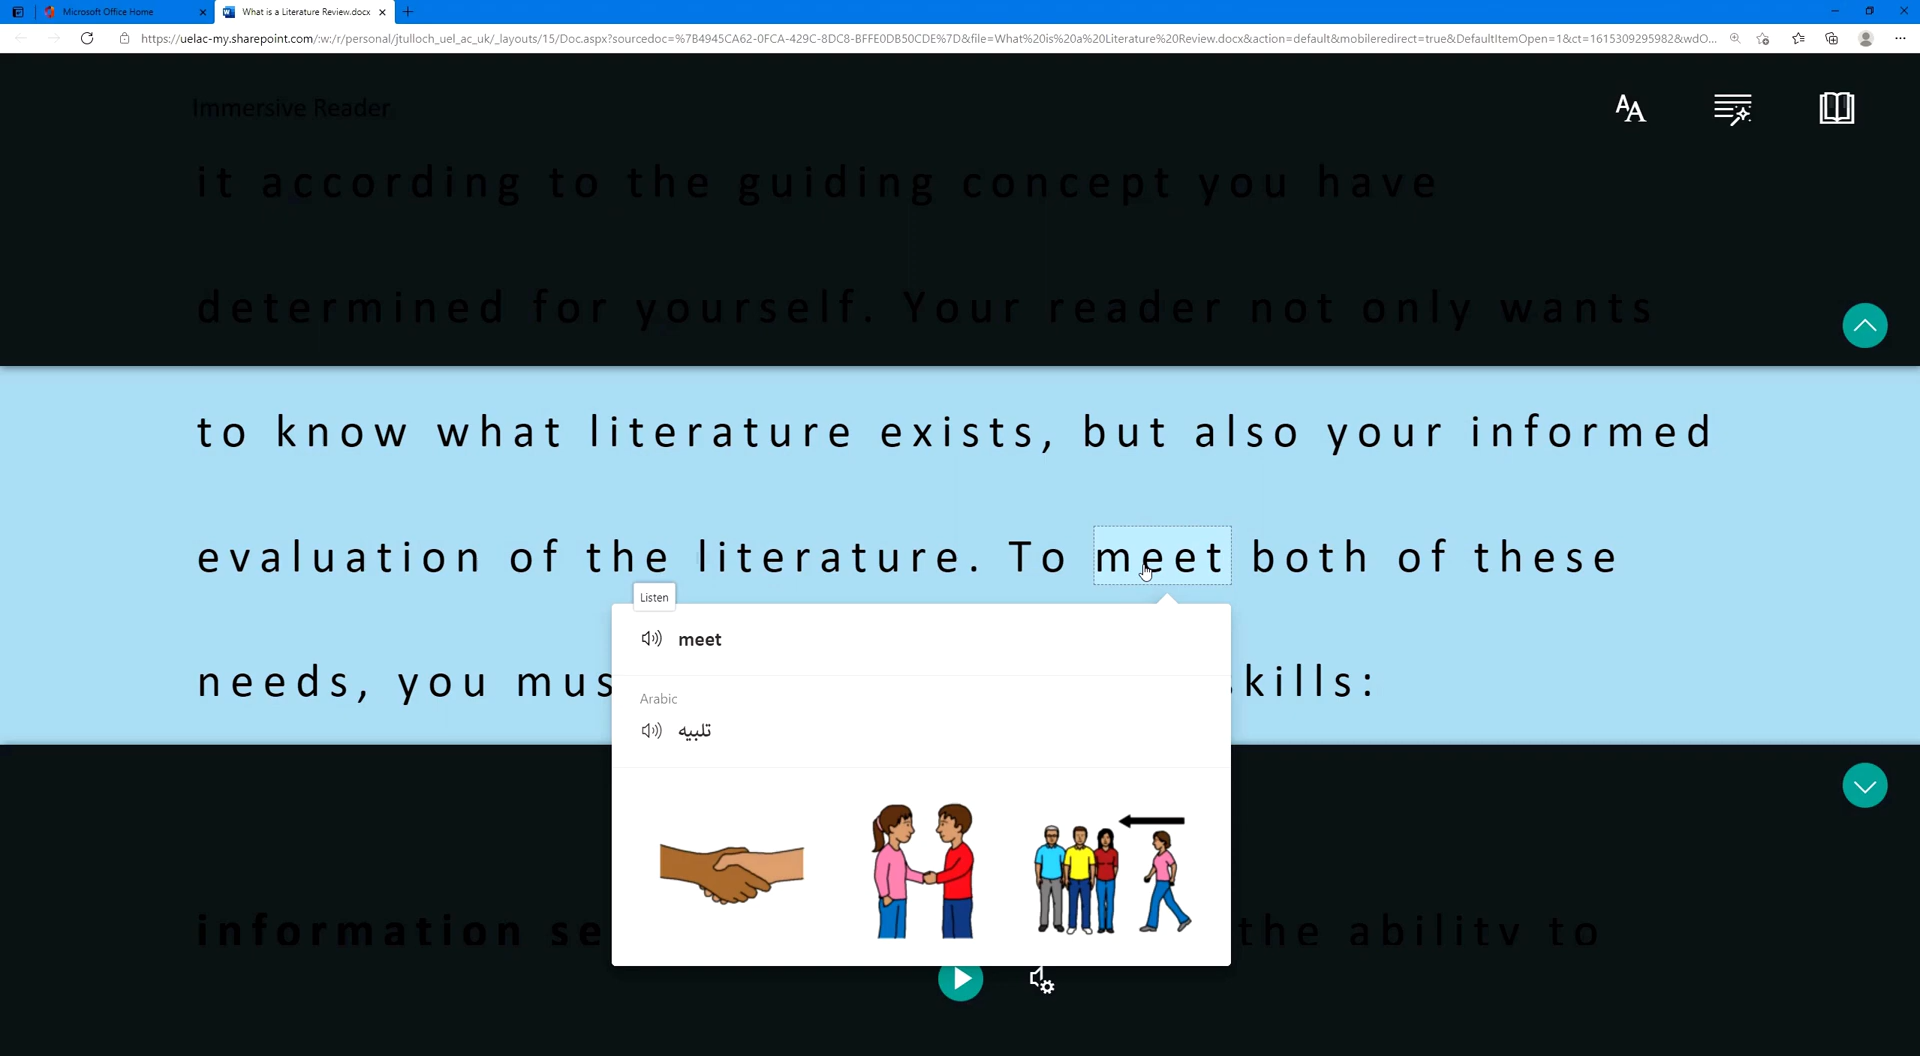 Microsoft Office Home
What is a Literature Review.docx
https://uelac-my.sharepoint.com/:w:/r/personal/jtulloch_uel_ac_uk/_layouts/15/Doc.aspx?sourcedoc=%7B4945CA62-0FCA-429C-8DC8-BFFE0DB50CDE%7D&file=What%20is%20a%20Literature%20Review.docx&action=default&mobileredirect=true&DefaultItemOpen=1&ct=1615309295982&wdO...
Immersive Reader
it according to the guiding concept you have
determined for yourself. Your reader not only wants
to know what literature exists, but also your informed
evaluation of the literature. To meet both of these
Listen
meet
needs, you mus kills:
Arabic
تلبيه
information se the ability to